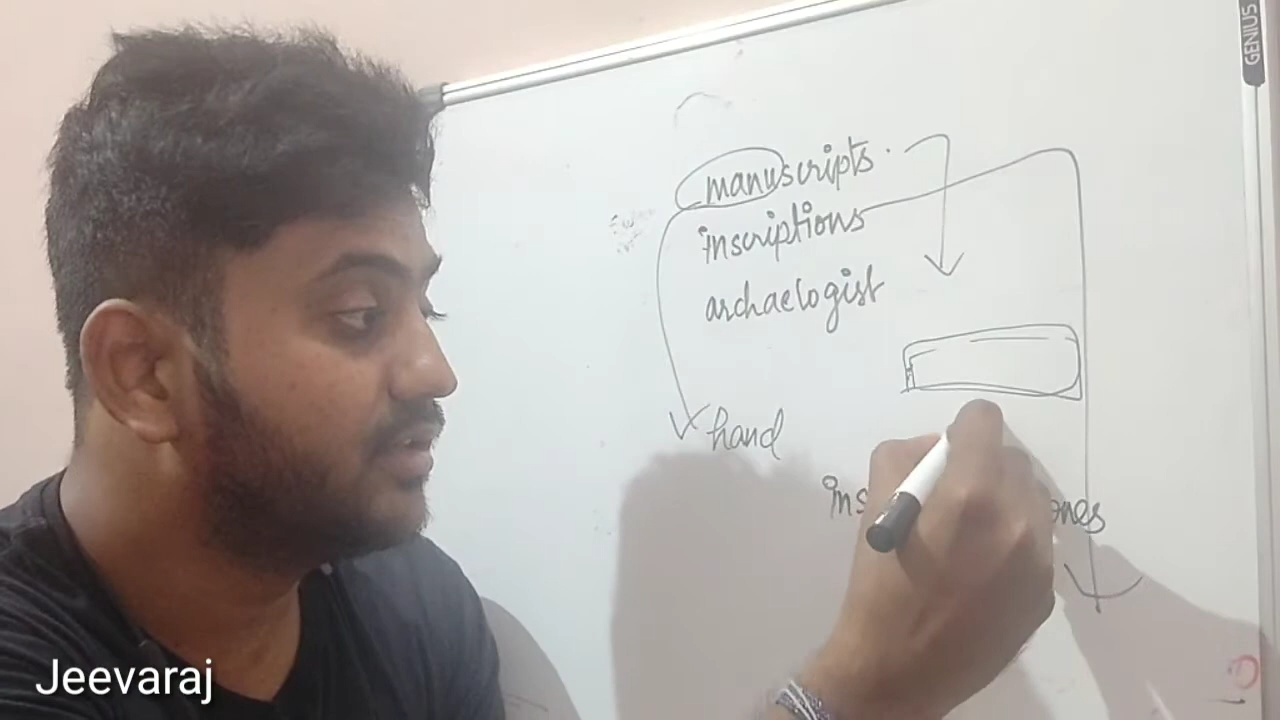 GENIUS
manuscripts.
inscriptions
archaelogist
hand
Jeevaraj